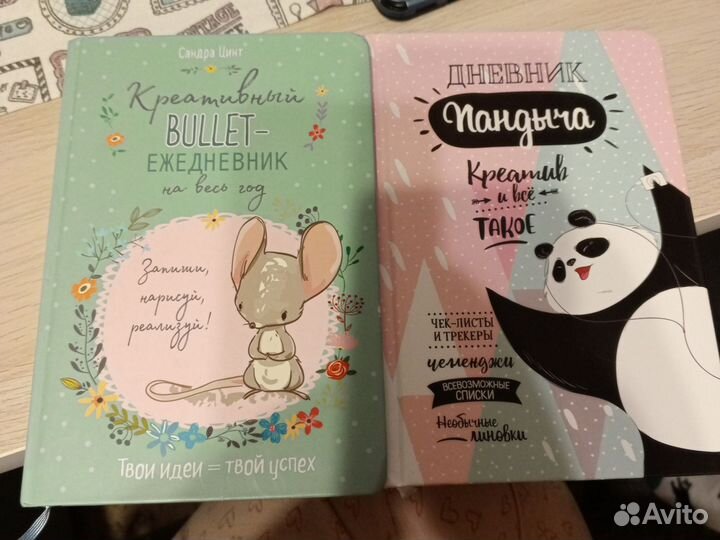 Сандра Цинт
Креативный
BULLET-
ЕЖЕДНЕВНИК
на весь год
Запиши,
нарисуй,
реализуй!
Твои идеи = твой успех
ДНЕВНИК
Пандыча
Креатив
и всё
ТАКОЕ
ЧЕК-ЛИСТЫ
И ТРЕКЕРЫ
челенджи
ВСЕВОЗМОЖНЫЕ
СПИСКИ
Необычные
линовки
Avito